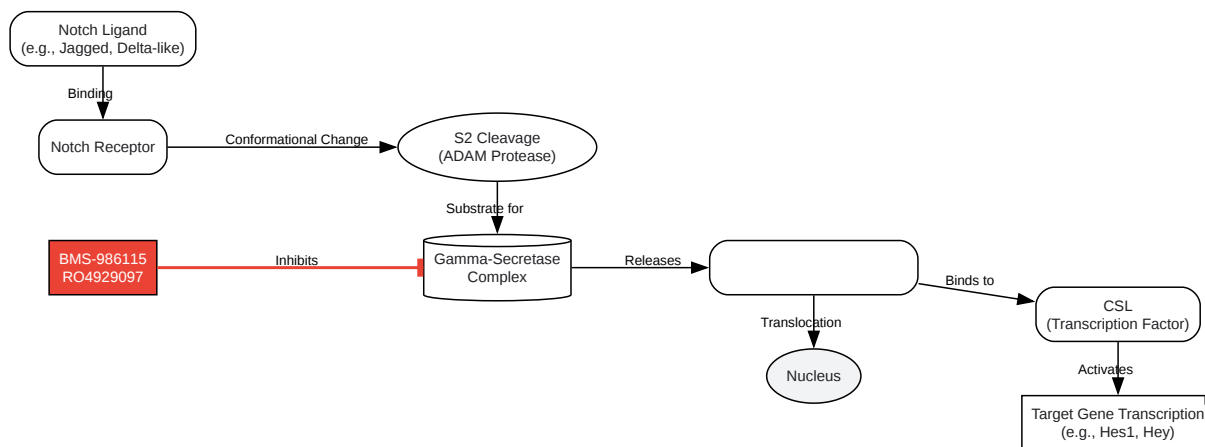 Notch Ligand
(e.g., Jagged, Delta-like)
Binding
Notch Receptor
Conformational Change
S2 Cleavage
(ADAM Protease)
Substrate for
BMS-986115
RO4929097
Inhibits
Gamma-Secretase
Complex
Releases
Binds to
Translocation
Nucleus
CSL
(Transcription Factor)
Activates
Target Gene Transcription
(e.g., Hes1, Hey)